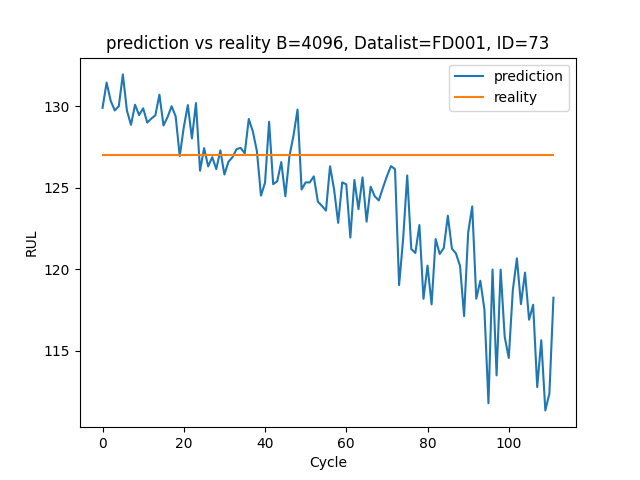 prediction vs reality B=4096, Datalist=FD001, ID=73
prediction
reality
130
125
120
115
RUL
0 20 40 60 80 100
Cycle